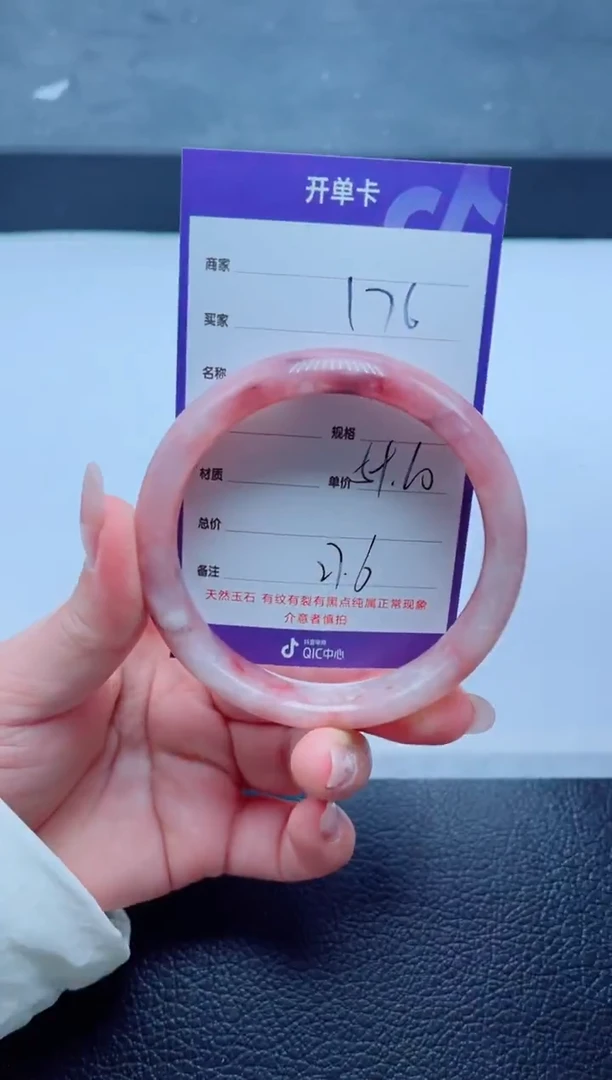 开单卡
商家
买家 176
名称
规格
材质 单价 54.60
总价
备注 27.6
天然玉石 有纹有裂有黑点纯属正常现象
介意者慎拍
QIC中心